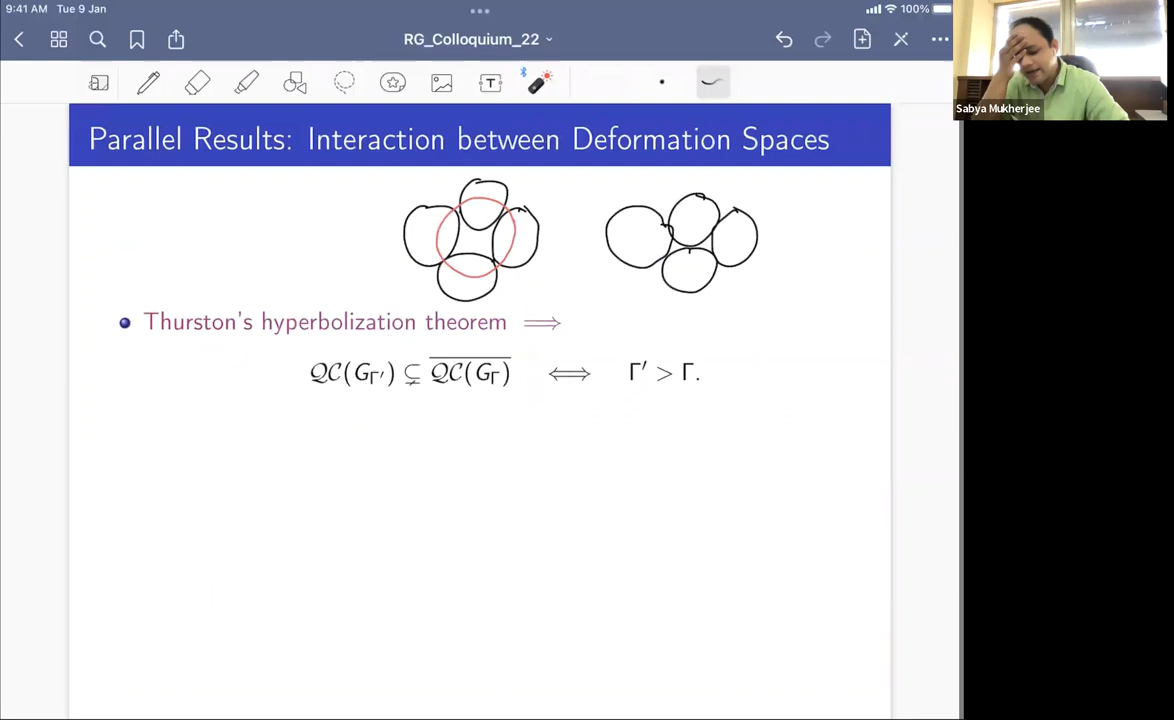 9:41 AM Tue 9 Jan
100%
RG_Colloquium_22
Sabya Mukherjee
Parallel Results: Interaction between Deformation Spaces
Thurston's hyperbolization theorem ⟹
𝒬𝒞(G_Γ′) ⊊ \overline{𝒬𝒞(G_Γ)} ⟺ Γ′ > Γ.